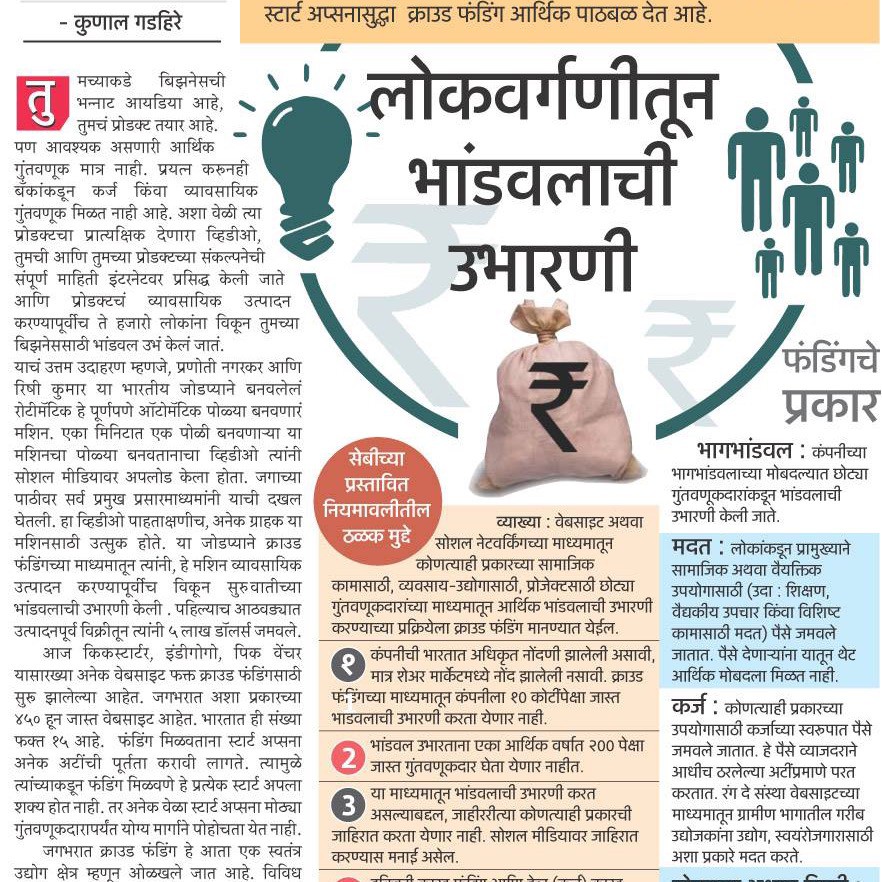 - कुणाल गडहिरे
स्टार्ट अप्सनासुद्धा क्राउड फंडिंग आर्थिक पाठबळ देत आहे.
लोकवर्गणीतून
भांडवलाची
उभारणी
तुमच्याकडे बिझनेसची
भन्नाट आयडिया आहे,
तुमचं प्रोडक्ट तयार आहे.
पण आवश्यक असणारी आर्थिक
गुंतवणूक मात्र नाही. प्रयत्न करूनही
बँकांकडून कर्ज किंवा व्यावसायिक
गुंतवणूक मिळत नाही आहे. अशा वेळी त्या
प्रोडक्टचा प्रात्यक्षिक देणारा व्हिडीओ,
तुमची आणि तुमच्या प्रोडक्टच्या संकल्पनेची
संपूर्ण माहिती इंटरनेटवर प्रसिद्ध केली जाते
आणि प्रोडक्टचं व्यावसायिक उत्पादन
करण्यापूर्वीच ते हजारो लोकांना विकून तुमच्या
बिझनेससाठी भांडवल उभं केलं जातं.
याचं उत्तम उदाहरण म्हणजे, प्रणोती नगरकर आणि
रिषी कुमार या भारतीय जोडप्याने बनवलेलं
रोटीमॅटिक हे पूर्णपणे ऑटोमॅटिक पोळ्या बनवणारं
मशिन. एका मिनिटात एक पोळी बनवणाऱ्या या
मशिनचा पोळ्या बनवतानाचा व्हिडीओ त्यांनी
सोशल मीडियावर अपलोड केला होता. जगाच्या
पाठीवर सर्व प्रमुख प्रसारमाध्यमांनी याची दखल
घेतली. हा व्हिडीओ पाहताक्षणीच, अनेक ग्राहक या
मशिनसाठी उत्सुक होते. या जोडप्याने क्राउड
फंडिंगच्या माध्यमातून त्यांनी, हे मशिन व्यावसायिक
उत्पादन करण्यापूर्वीच विकून सुरुवातीच्या
भांडवलाची उभारणी केली . पहिल्याच आठवड्यात
उत्पादनपूर्व विक्रीतून त्यांनी ५ लाख डॉलर्स जमवले.
आज किकस्टार्टर, इंडीगोगो, पिक वेंचर
यासारख्या अनेक वेबसाइट फक्त क्राउड फंडिंगसाठी
सुरू झालेल्या आहेत. जगभरात अशा प्रकारच्या
४५० हून जास्त वेबसाइट आहेत. भारतात ही संख्या
फक्त १५ आहे. फंडिंग मिळवताना स्टार्ट अप्सना
अनेक अटींची पूर्तता करावी लागते. त्यामुळे
त्यांच्याकडून फंडिंग मिळवणे हे प्रत्येक स्टार्ट अपला
शक्य होत नाही. तर अनेक वेळा स्टार्ट अप्सना मोठ्या
गुंतवणूकदारापर्यंत योग्य मार्गाने पोहोचता येत नाही.
जगभरात क्राउड फंडिंग हे आता एक स्वतंत्र
उद्योग क्षेत्र म्हणून ओळखले जात आहे. विविध
सेबीच्या
प्रस्तावित
नियमावलीतील
ठळक मुद्दे
व्याख्या : वेबसाइट अथवा
सोशल नेटवर्किंगच्या माध्यमातून
कोणत्याही प्रकारच्या सामाजिक
कामासाठी, व्यवसाय-उद्योगासाठी, प्रोजेक्टसाठी छोट्या
गुंतवणूकदारांच्या माध्यमातून आर्थिक भांडवलाची उभारणी
करण्याच्या प्रक्रियेला क्राउड फंडिंग मानण्यात येईल.
१ कंपनीची भारतात अधिकृत नोंदणी झालेली असावी,
मात्र शेअर मार्केटमध्ये नोंद झालेली नसावी. क्राउड
फंडिंगच्या माध्यमातून कंपनीला १० कोटींपेक्षा जास्त
भांडवलाची उभारणी करता येणार नाही.
2 भांडवल उभारताना एका आर्थिक वर्षात २०० पेक्षा
जास्त गुंतवणूकदार घेता येणार नाहीत.
3 या माध्यमातून भांडवलाची उभारणी करत
असल्याबद्दल, जाहीररीत्या कोणत्याही प्रकारची
जाहिरात करता येणार नाही. सोशल मीडियावर जाहिरात
करण्यास मनाई असेल.
फंडिंगचे
प्रकार
भागभांडवल : कंपनीच्या
भागभांडवलाच्या मोबदल्यात छोट्या
गुंतवणूकदारांकडून भांडवलाची
उभारणी केली जाते.
मदत : लोकांकडून प्रामुख्याने
सामाजिक अथवा वैयक्तिक
उपयोगासाठी (उदा : शिक्षण,
वैद्यकीय उपचार किंवा विशिष्ट
कामासाठी मदत) पैसे जमवले
जातात. पैसे देणाऱ्यांना यातून थेट
आर्थिक मोबदला मिळत नाही.
कर्ज : कोणत्याही प्रकारच्या
उपयोगासाठी कर्जाच्या स्वरुपात पैसे
जमवले जातात. हे पैसे व्याजदराने
आधीच ठरलेल्या अटींप्रमाणे परत
करतात. रंग दे संस्था वेबसाइटच्या
माध्यमातून ग्रामीण भागातील गरीब
उद्योजकांना उद्योग, स्वयंरोजगारासाठी
अशा प्रकारे मदत करते.